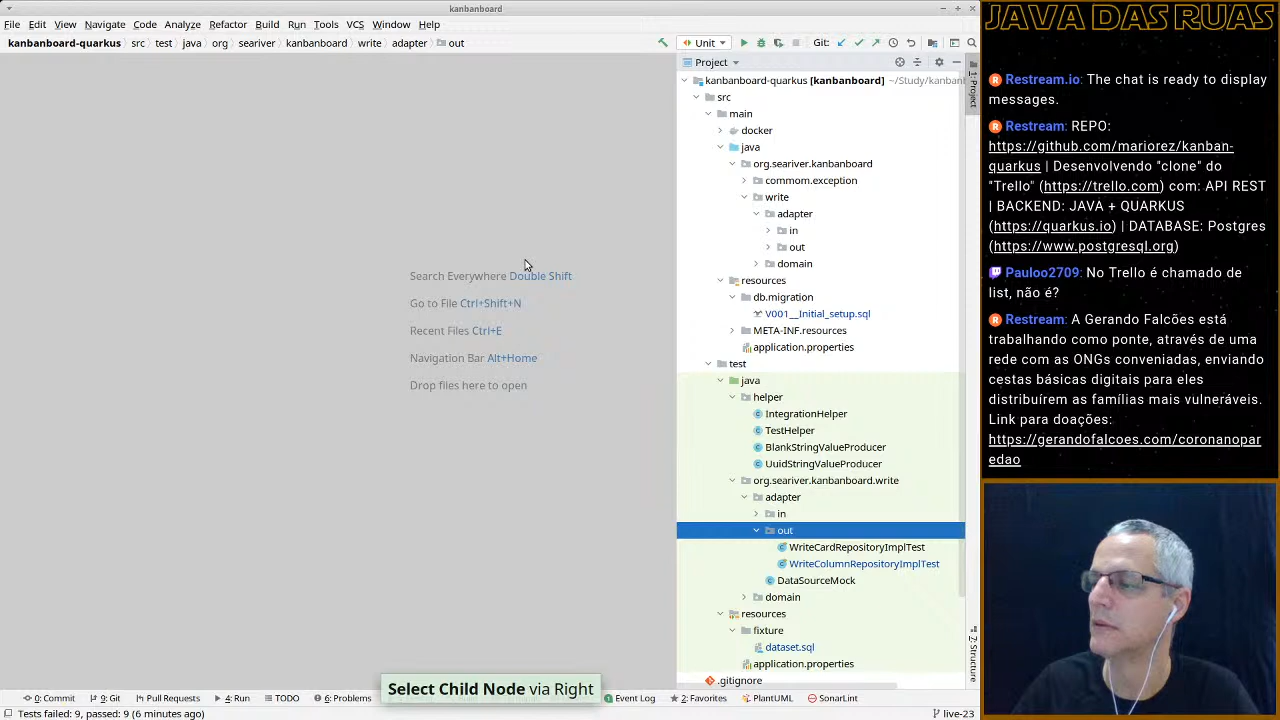 kanbanboard
File Edit View Navigate Code Analyze Refactor Build Run Tools VCS Window Help
kanbanboard-quarkus src test java org seariver kanbanboard write adapter out
Unit
Git:
Project
kanbanboard-quarkus [kanbanboard] ~/Study/kanban
src
main
docker
java
org.seariver.kanbanboard
commom.exception
write
adapter
in
out
domain
resources
db.migration
V001__Initial_setup.sql
META-INF.resources
application.properties
test
java
helper
IntegrationHelper
TestHelper
BlankStringValueProducer
UuidStringValueProducer
org.seariver.kanbanboard.write
adapter
in
out
WriteCardRepositoryImplTest
WriteColumnRepositoryImplTest
DataSourceMock
domain
resources
fixture
dataset.sql
application.properties
.gitignore
1: Project
7: Structure
Search Everywhere Double Shift
Go to File Ctrl+Shift+N
Recent Files Ctrl+E
Navigation Bar Alt+Home
Drop files here to open
Select Child Node via Right
0: Commit 9: Git Pull Requests 4: Run TODO 6: Problems Event Log 2: Favorites PlantUML SonarLint
Tests failed: 9, passed: 9 (6 minutes ago)
live-23
JAVA DAS RUAS
Restream.io: The chat is ready to display
messages.
Restream: REPO:
https://github.com/mariorez/kanban-
quarkus | Desenvolvendo "clone" do
"Trello" (https://trello.com) com: API REST
| BACKEND: JAVA + QUARKUS
(https://quarkus.io) | DATABASE: Postgres
(https://www.postgresql.org)
Pauloo2709: No Trello é chamado de
list, não é?
Restream: A Gerando Falcões está
trabalhando como ponte, através de uma
rede com as ONGs conveniadas, enviando
cestas básicas digitais para eles
distribuírem as famílias mais vulneráveis.
Link para doações:
https://gerandofalcoes.com/coronanopar
edao